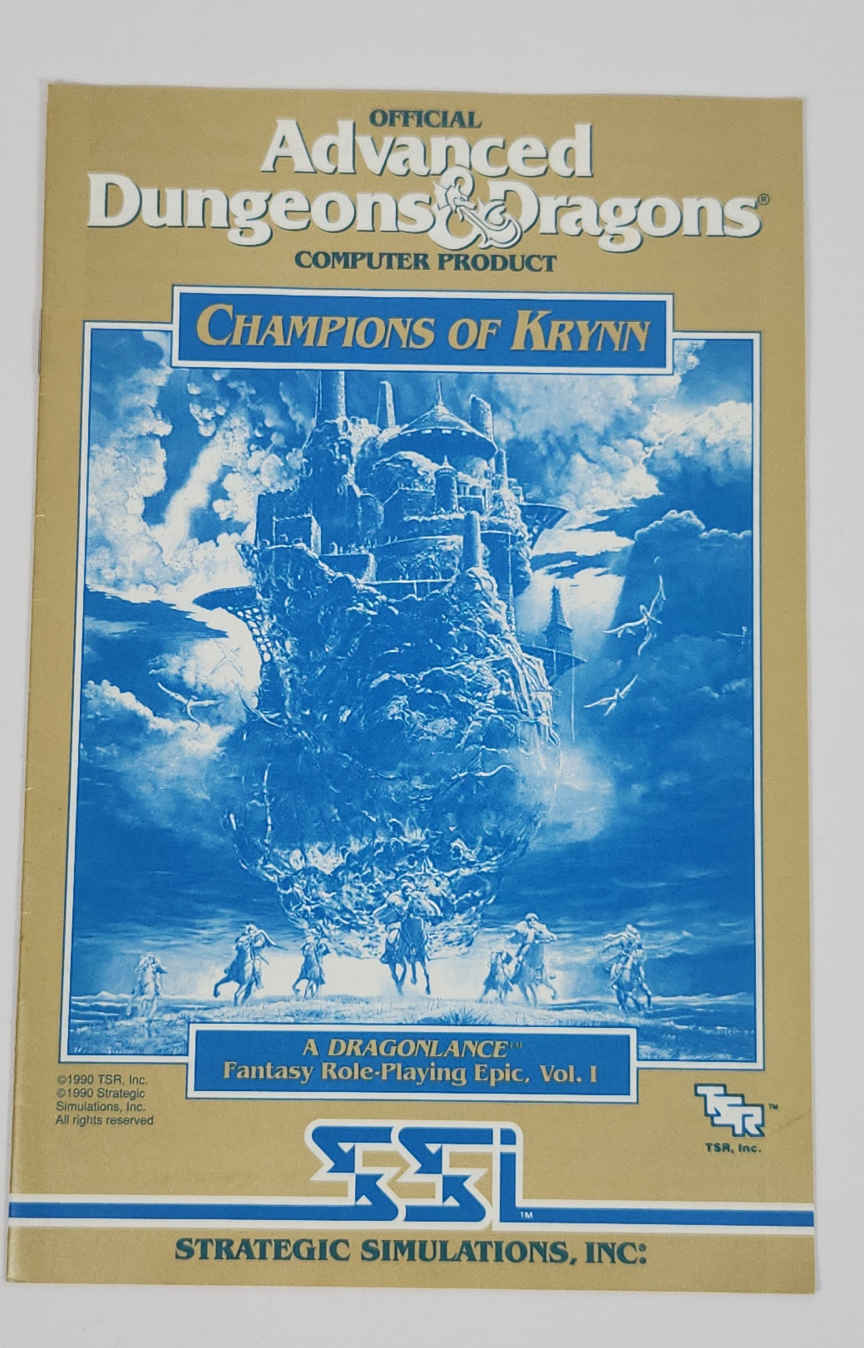 OFFICIAL
Advanced
Dungeons & Dragons®
COMPUTER PRODUCT
CHAMPIONS OF KRYNN
A DRAGONLANCE™
Fantasy Role-Playing Epic, Vol. I
©1990 TSR, Inc.
©1990 Strategic
Simulations, Inc.
All rights reserved
TSR™
TSR, Inc.
SSI™
STRATEGIC SIMULATIONS, INC: